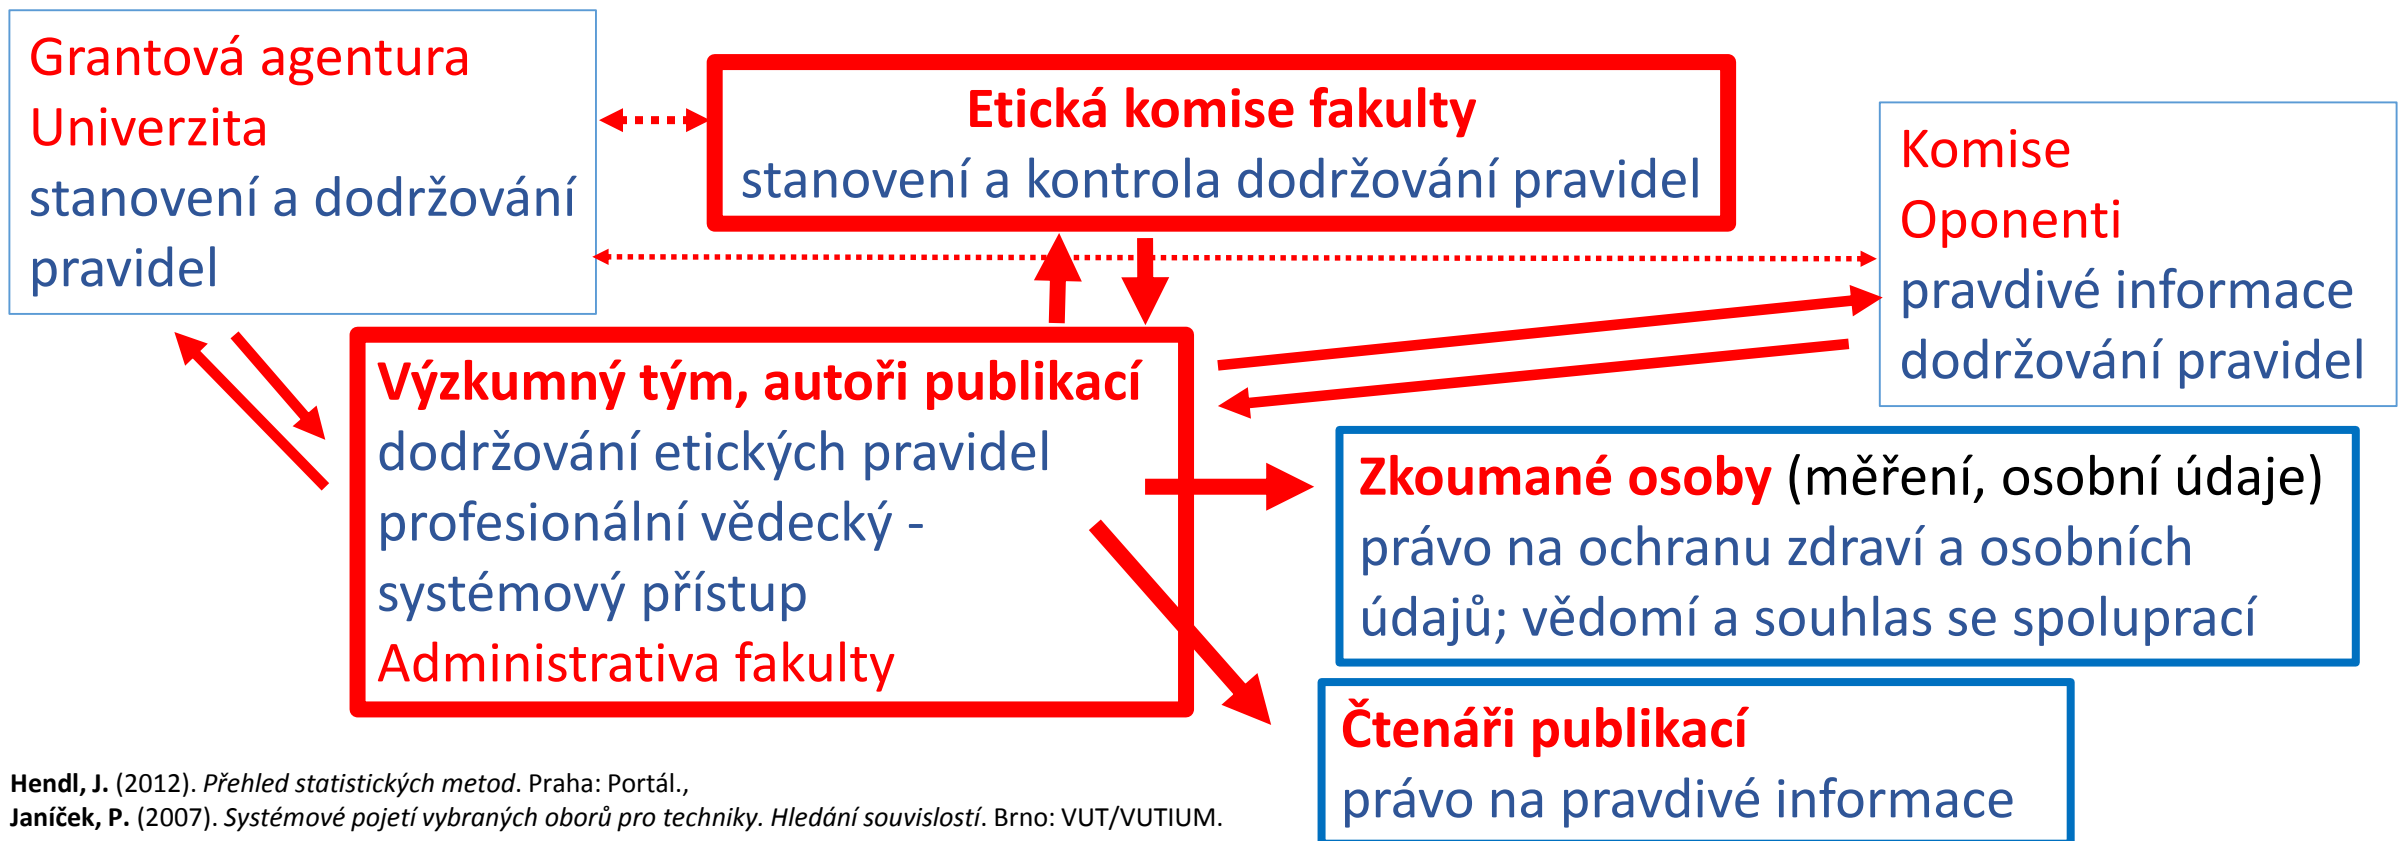 Grantová agentura
Univerzita
stanovení a dodržování
pravidel
Etická komise fakulty
stanovení a kontrola dodržování pravidel
Komise
Oponenti
pravdivé informace
dodržování pravidel
Výzkumný tým, autoři publikací
dodržování etických pravidel
profesionální vědecký -
systémový přístup
Administrativa fakulty
Zkoumané osoby (měření, osobní údaje)
právo na ochranu zdraví a osobních
údajů; vědomí a souhlas se spoluprací
Čtenáři publikací
právo na pravdivé informace
Hendl, J. (2012). Přehled statistických metod. Praha: Portál.,
Janíček, P. (2007). Systémové pojetí vybraných oborů pro techniky. Hledání souvislostí. Brno: VUT/VUTIUM.